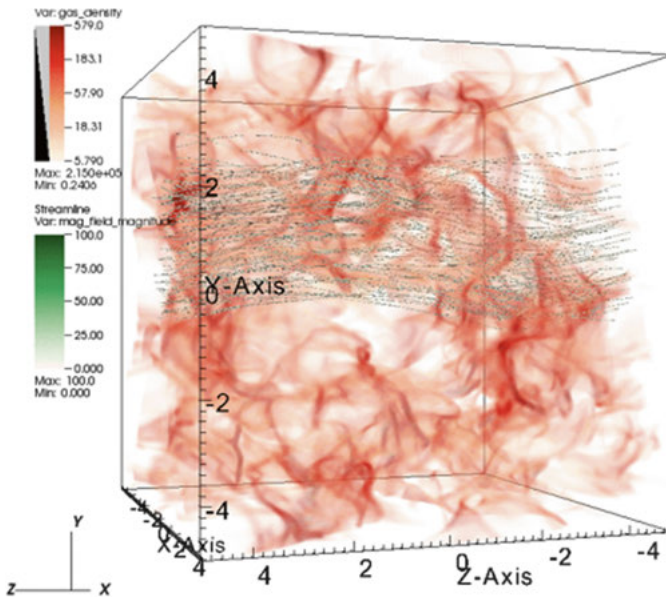 Var: gas_density
579.0
183.1
57.90
18.31
5.790
Max: 2.150e+05
Min: 0.2406
Streamline
Var: mag_field_magnitude
100.0
75.00
50.00
25.00
0.000
Max: 100.0
Min: 0.000
4
2
Y-Axis
0
-2
-4
-4
-2
0
2
4
X-Axis
4
2
0
-2
-4
Z-Axis
Y
Z
X